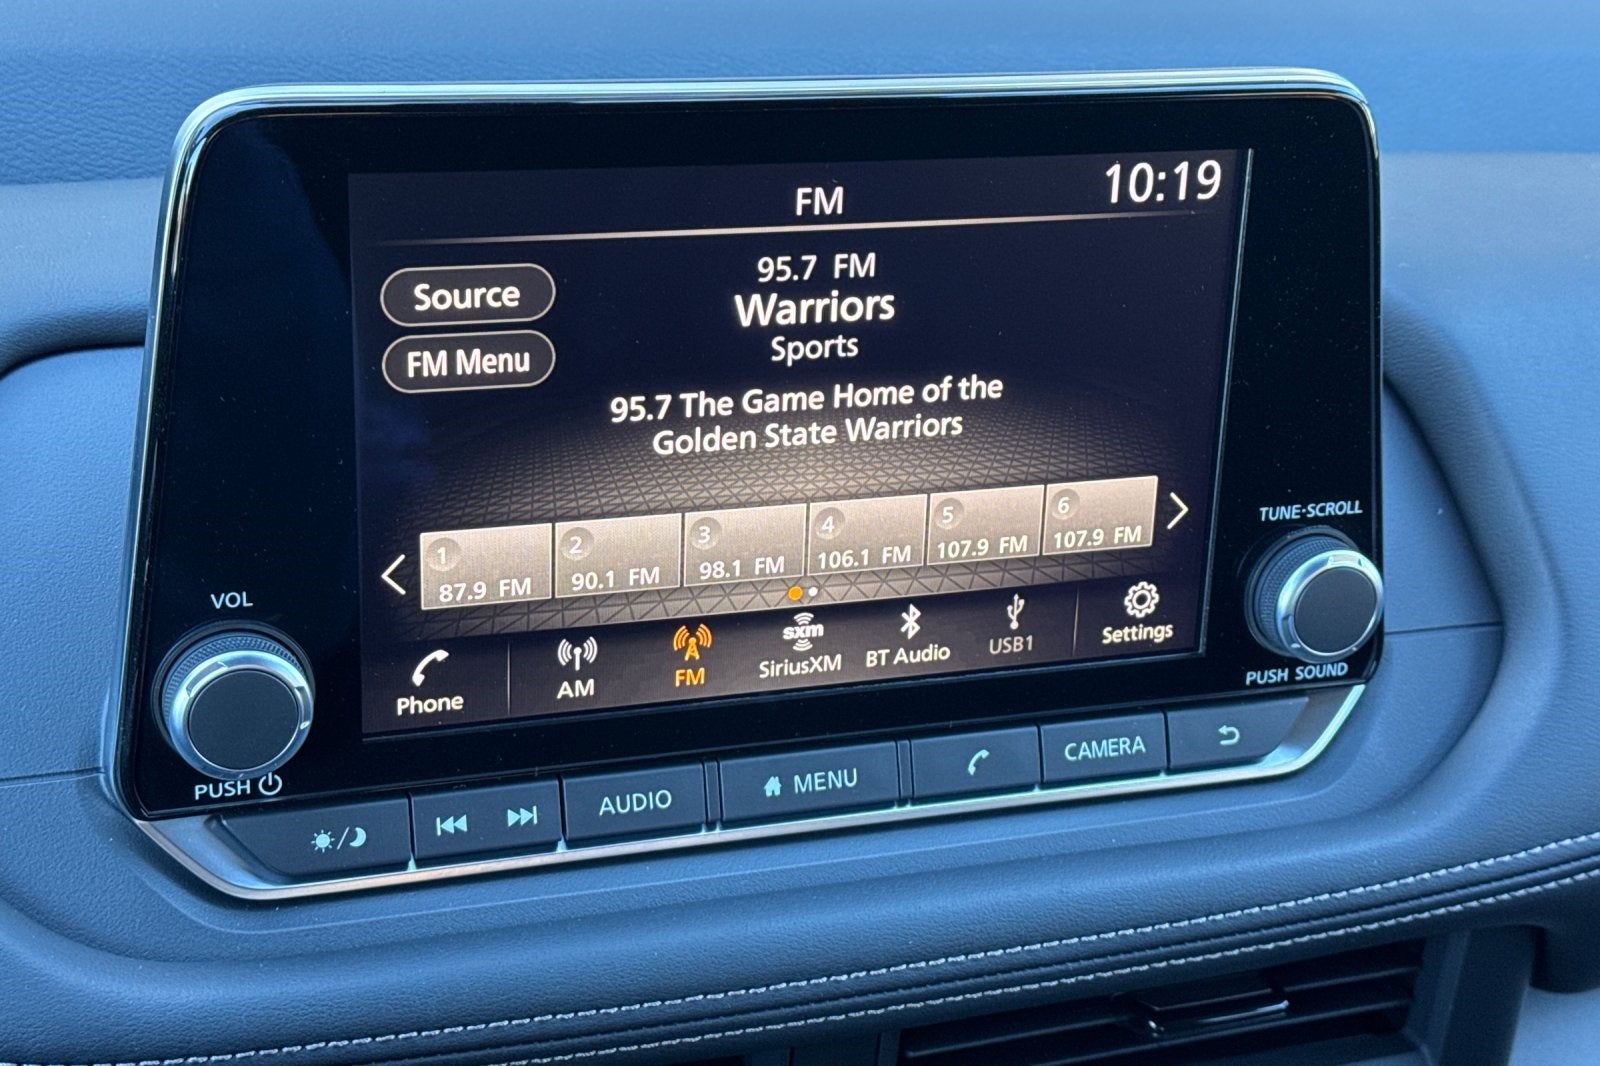 FM
10:19
Source
FM Menu
95.7 FM
Warriors
Sports
95.7 The Game Home of the
Golden State Warriors
1
87.9 FM
2
90.1 FM
3
98.1 FM
4
106.1 FM
5
107.9 FM
6
107.9 FM
Phone
AM
FM
sxm
SiriusXM
BT Audio
USB1
Settings
VOL
PUSH
TUNE·SCROLL
PUSH SOUND
AUDIO
MENU
CAMERA